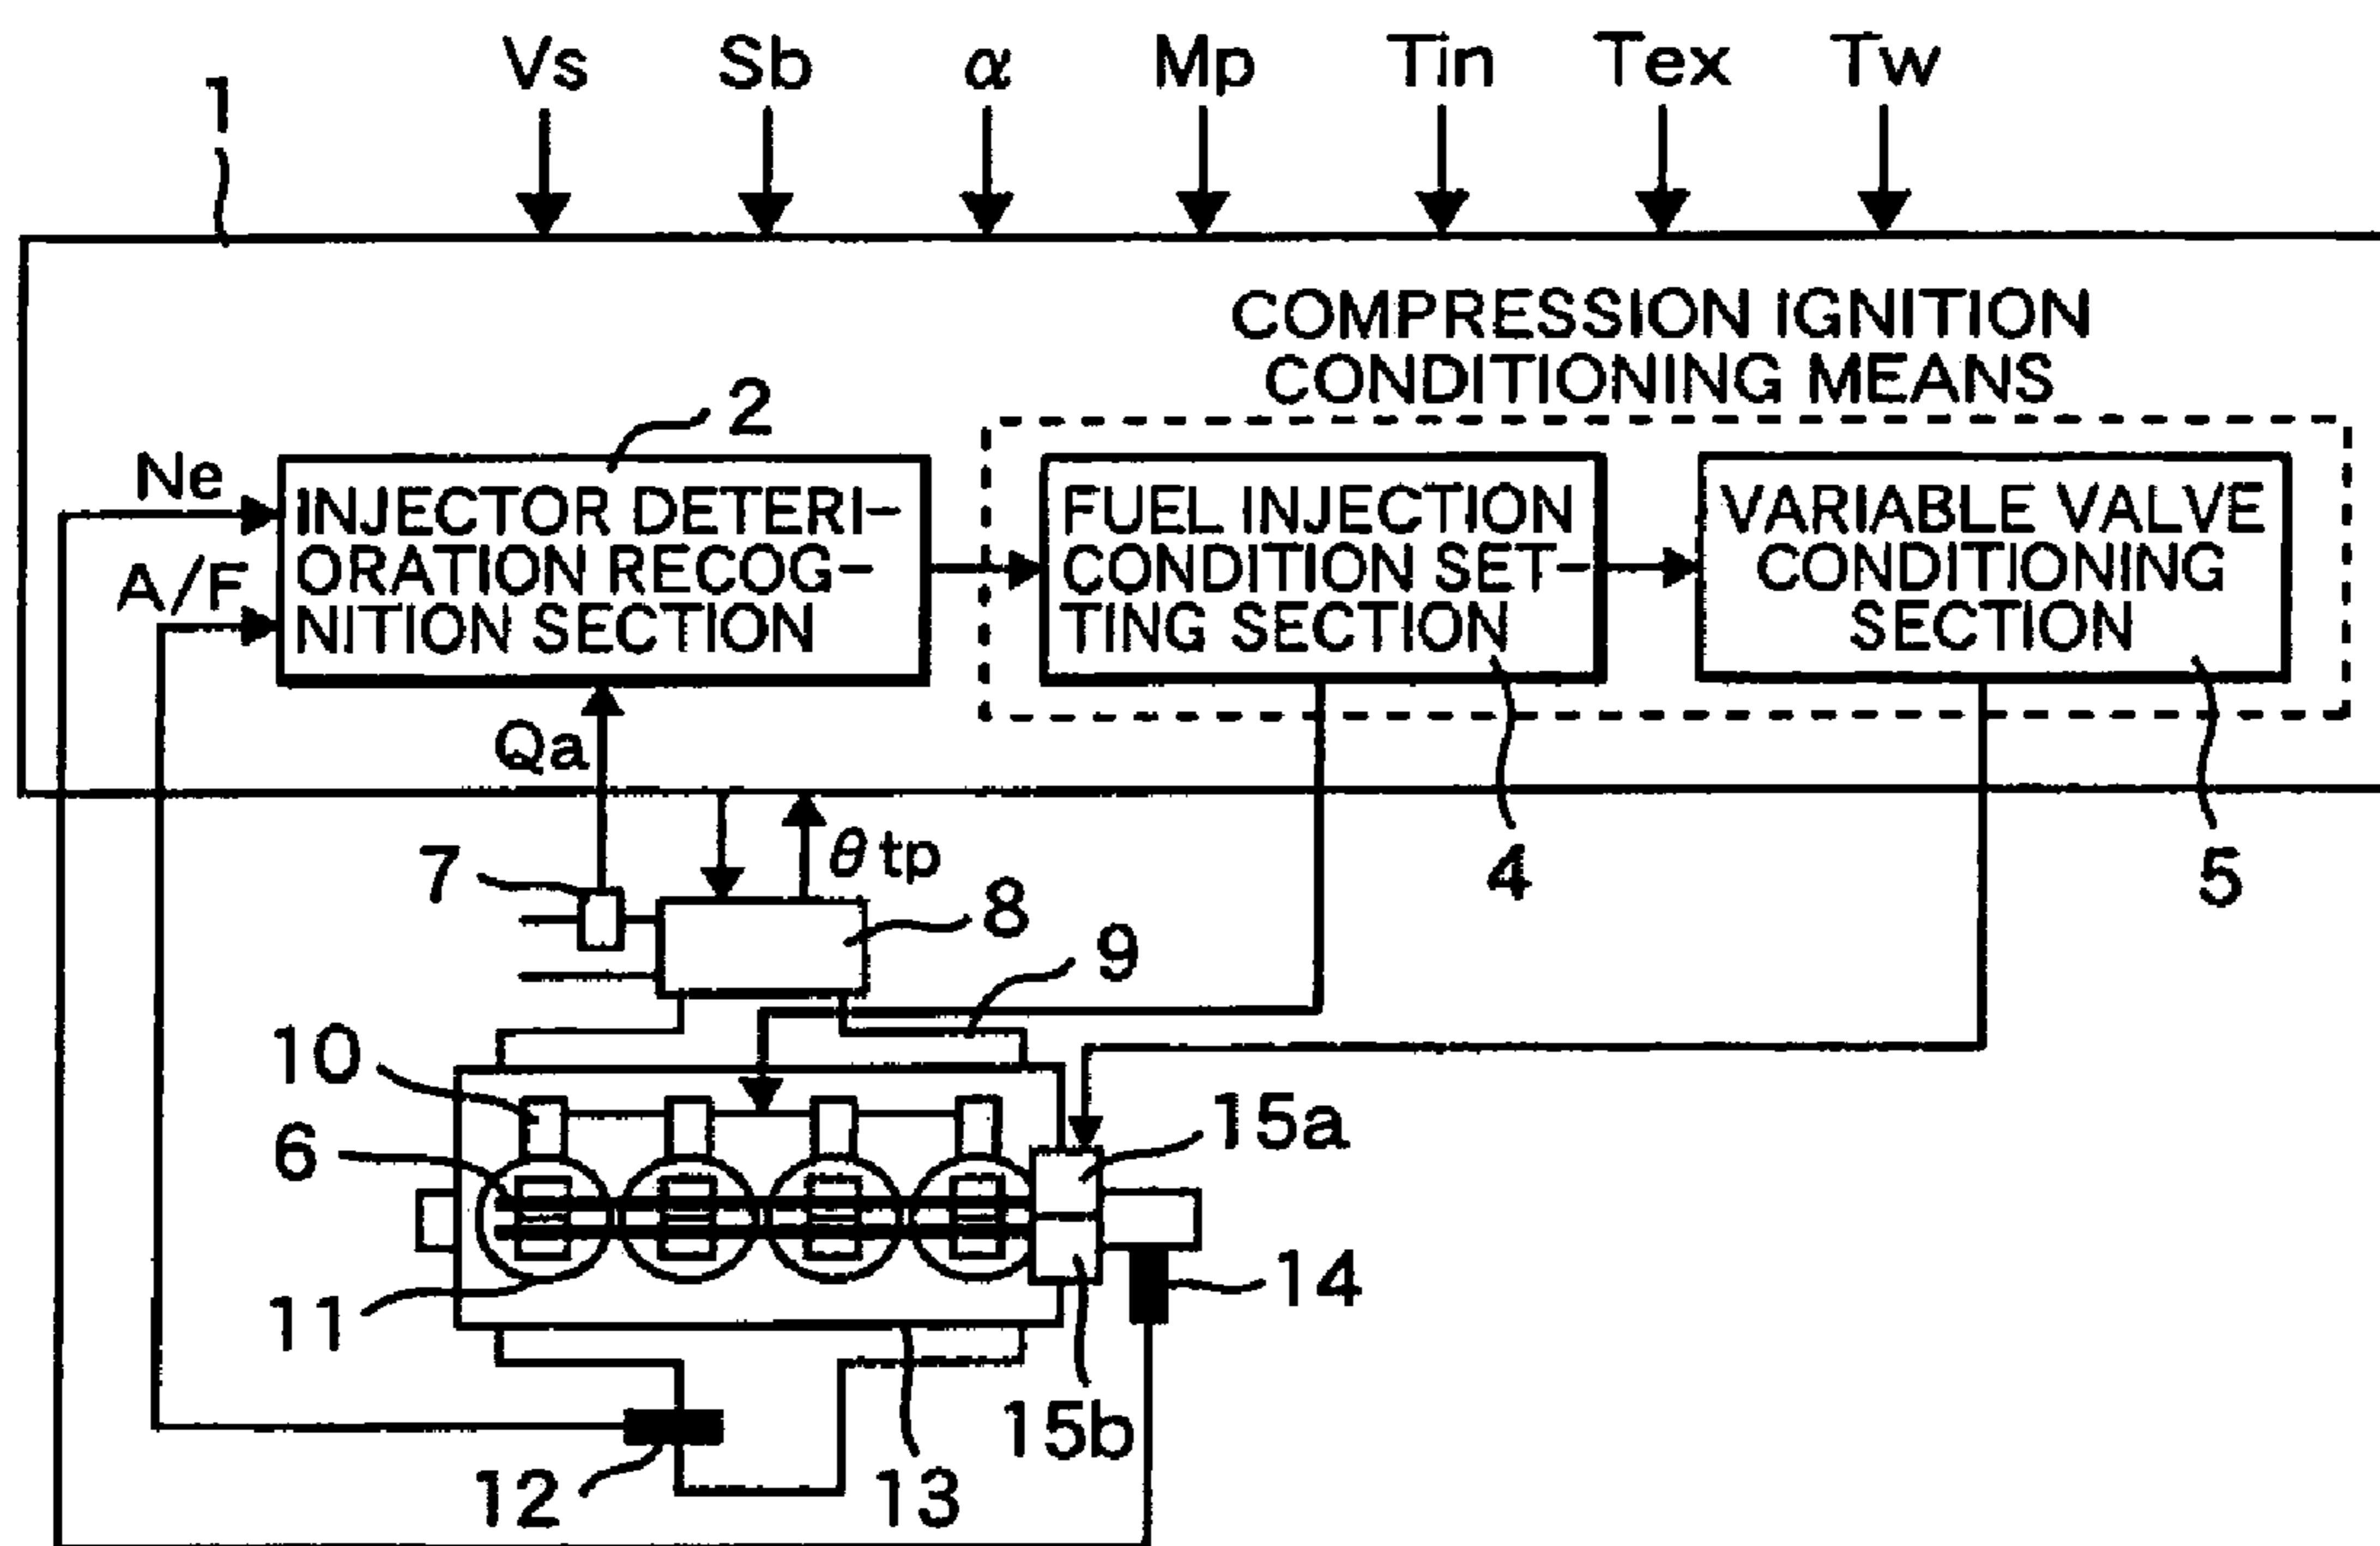 Vs Sb α Mp Tin Tex Tw
1
COMPRESSION IGNITION
CONDITIONING MEANS
2
Ne
A/F
INJECTOR DETERI-
ORATION RECOG-
NITION SECTION
FUEL INJECTION
CONDITION SET-
TING SECTION
VARIABLE VALVE
CONDITIONING
SECTION
Qa
θtp
7
8
4
5
9
10
6
15a
11
14
15b
12
13